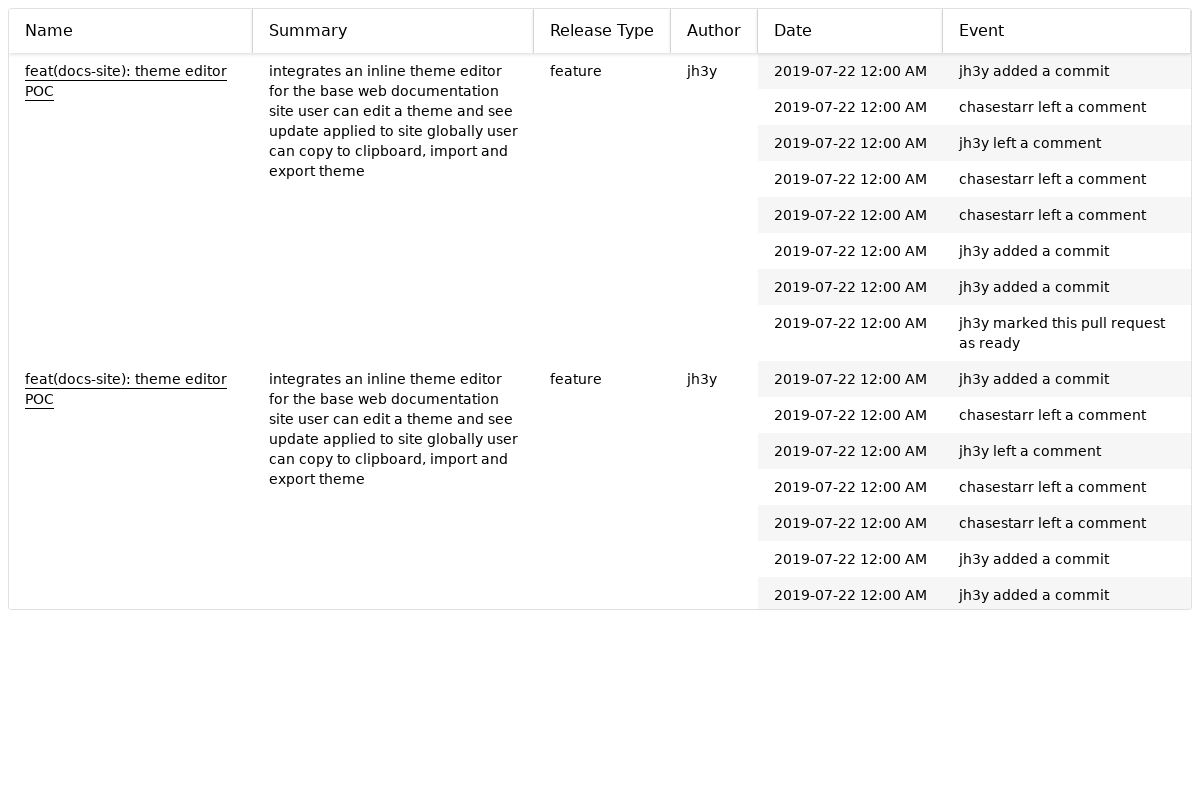 Name Summary Release Type Author Date Event
feat(docs-site): theme editor integrates an inline theme editor feature jh3y 2019-07-22 12:00 AM jh3y added a commit
POC for the base web documentation
2019-07-22 12:00 AM chasestarr left a comment
site user can edit a theme and see
update applied to site globally user
2019-07-22 12:00 AM jh3y left a comment
can copy to clipboard, import and
export theme
2019-07-22 12:00 AM chasestarr left a comment
2019-07-22 12:00 AM chasestarr left a comment
2019-07-22 12:00 AM jh3y added a commit
2019-07-22 12:00 AM jh3y added a commit
2019-07-22 12:00 AM jh3y marked this pull request
as ready
feat(docs-site): theme editor integrates an inline theme editor feature jh3y 2019-07-22 12:00 AM jh3y added a commit
POC for the base web documentation
2019-07-22 12:00 AM chasestarr left a comment
site user can edit a theme and see
update applied to site globally user
2019-07-22 12:00 AM jh3y left a comment
can copy to clipboard, import and
export theme
2019-07-22 12:00 AM chasestarr left a comment
2019-07-22 12:00 AM chasestarr left a comment
2019-07-22 12:00 AM jh3y added a commit
2019-07-22 12:00 AM jh3y added a commit